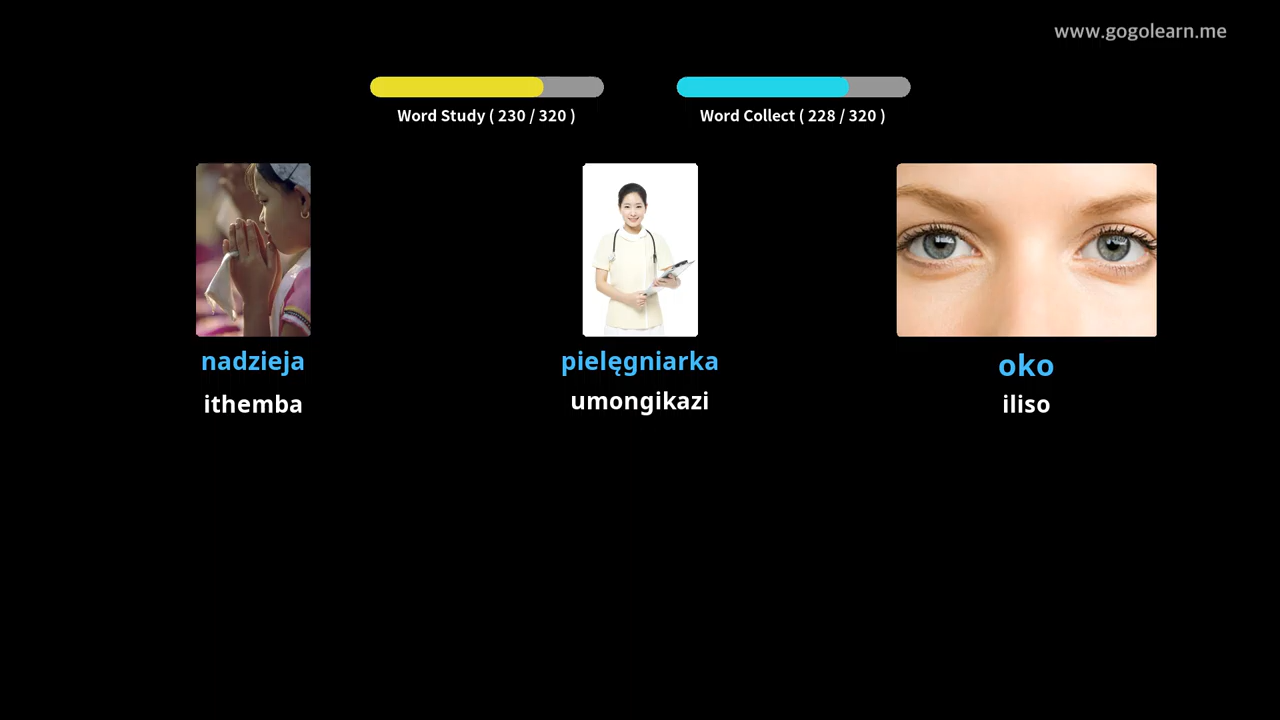 www.gogolearn.me
Word Study ( 230 / 320 )
Word Collect ( 228 / 320 )
nadzieja
ithemba
pielęgniarka
umongikazi
oko
iliso